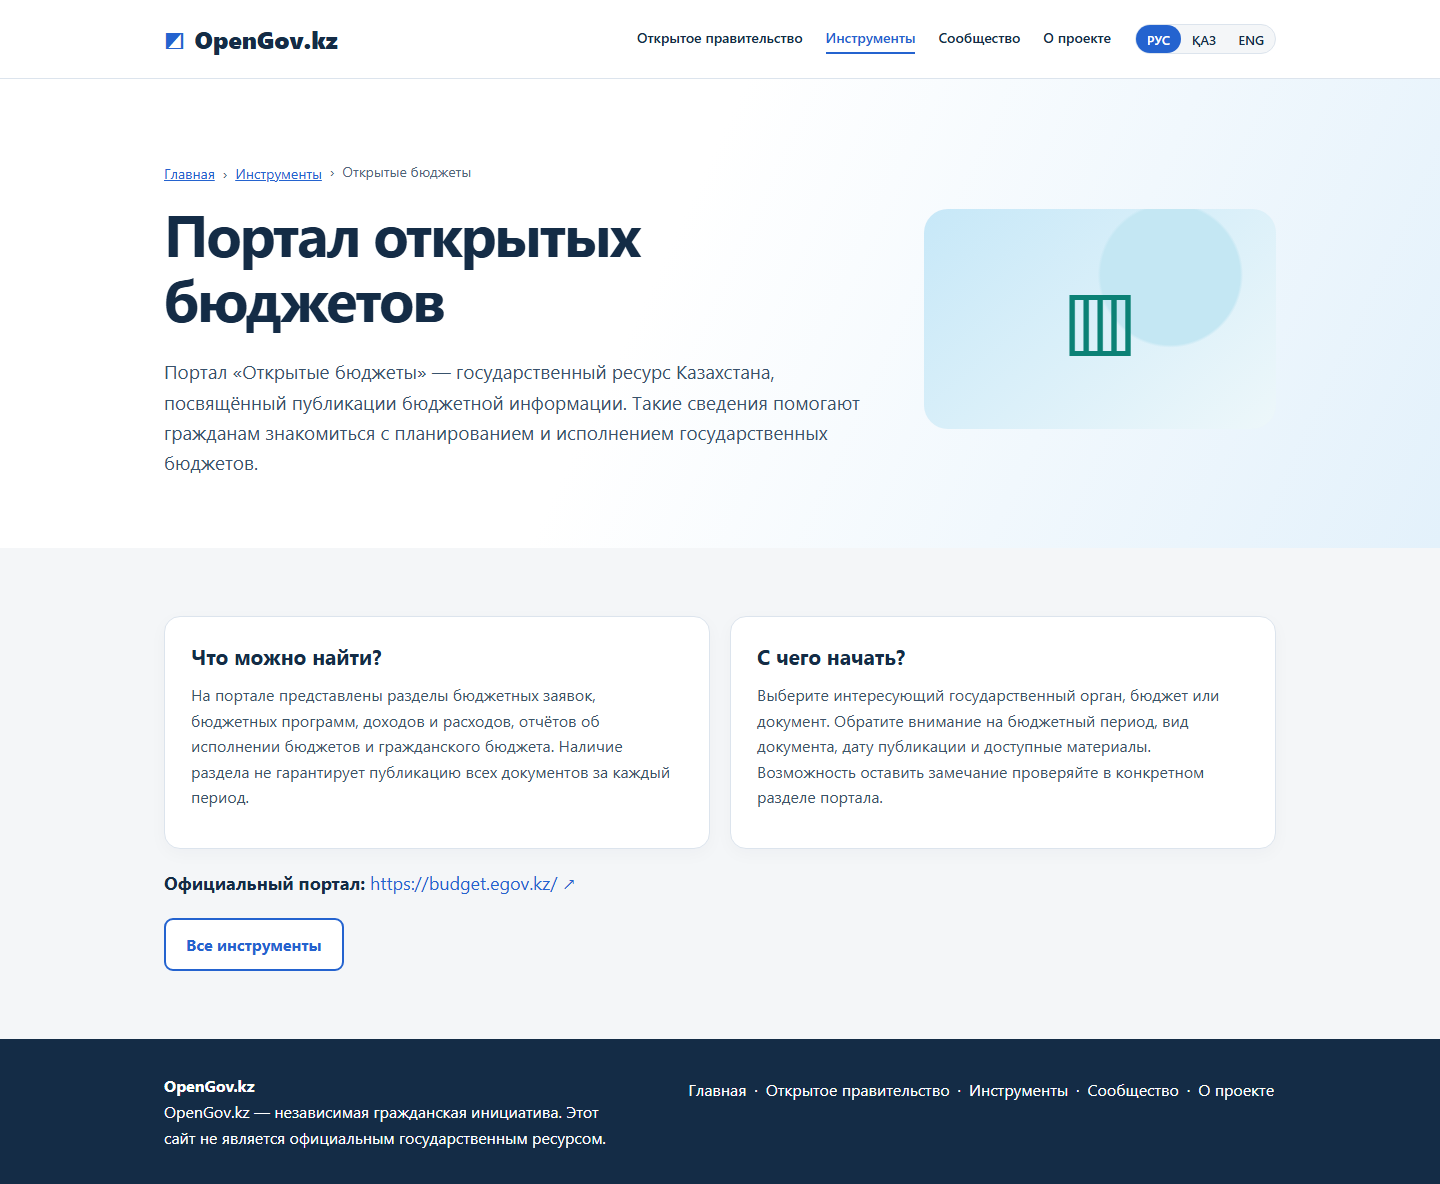 OpenGov.kz
Открытое правительство
Инструменты
Сообщество
О проекте
РУС
ҚАЗ
ENG
Главная › Инструменты › Открытые бюджеты
Портал открытых
бюджетов
Портал «Открытые бюджеты» — государственный ресурс Казахстана,
посвящённый публикации бюджетной информации. Такие сведения помогают
гражданам знакомиться с планированием и исполнением государственных
бюджетов.
Что можно найти?
На портале представлены разделы бюджетных заявок,
бюджетных программ, доходов и расходов, отчётов об
исполнении бюджетов и гражданского бюджета. Наличие
раздела не гарантирует публикацию всех документов за каждый
период.
С чего начать?
Выберите интересующий государственный орган, бюджет или
документ. Обратите внимание на бюджетный период, вид
документа, дату публикации и доступные материалы.
Возможность оставить замечание проверяйте в конкретном
разделе портала.
Официальный портал: https://budget.egov.kz/ ↗
Все инструменты
OpenGov.kz
OpenGov.kz — независимая гражданская инициатива. Этот
сайт не является официальным государственным ресурсом.
Главная · Открытое правительство · Инструменты · Сообщество · О проекте